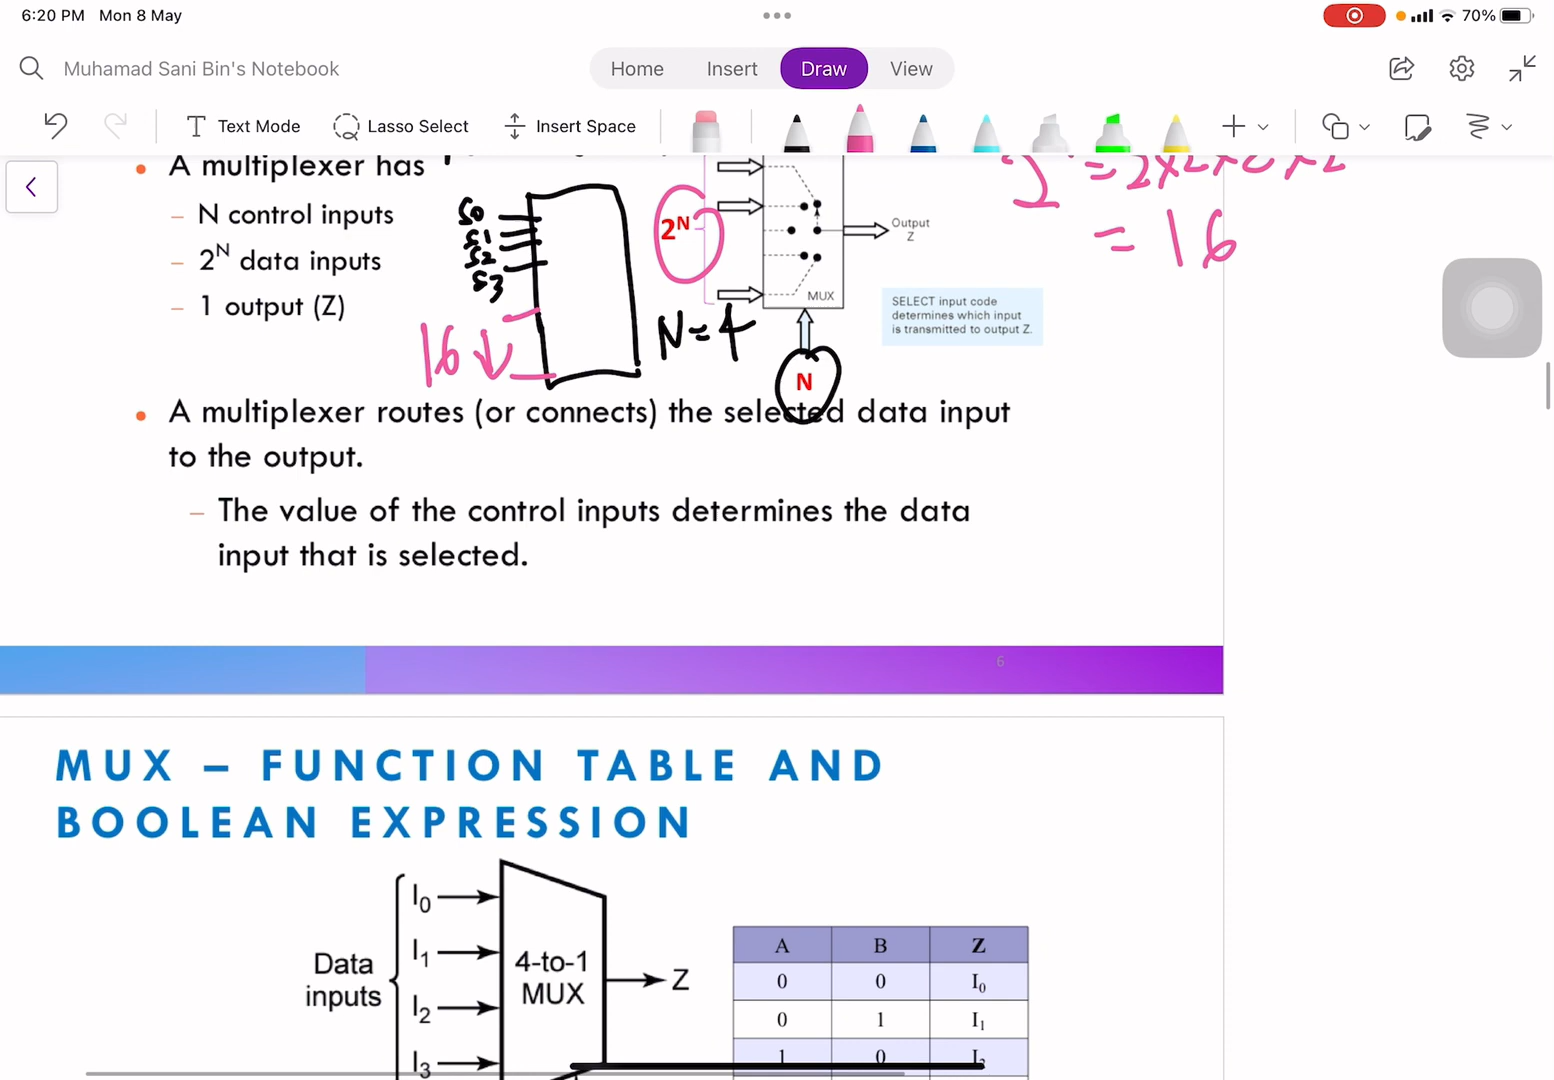 6:20 PM Mon 8 May
70%
Muhamad Sani Bin's Notebook
Home Insert Draw View
Text Mode Lasso Select Insert Space
• A multiplexer has
– N control inputs
– 2ᴺ data inputs
– 1 output (Z)
S0
S1
S2
S3
16
2ᴺ
N=4
MUX
Output
Z
SELECT input code
determines which input
is transmitted to output Z.
N
= 16
• A multiplexer routes (or connects) the selected data input
to the output.
– The value of the control inputs determines the data
input that is selected.
6
MUX – FUNCTION TABLE AND
BOOLEAN EXPRESSION
Data
inputs
I₀
I₁
I₂
I₃
4-to-1
MUX
Z
A B Z
0 0 I₀
0 1 I₁
1 0 I₂